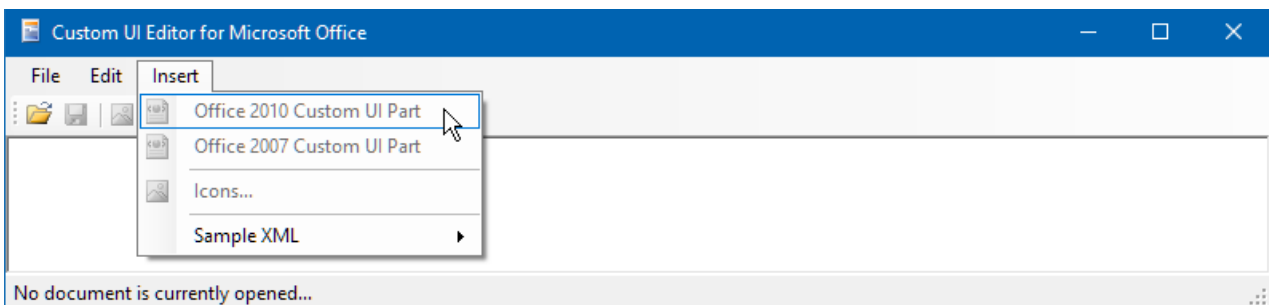 Custom UI Editor for Microsoft Office
File Edit Insert
Office 2010 Custom UI Part
Office 2007 Custom UI Part
Icons...
Sample XML
No document is currently opened...